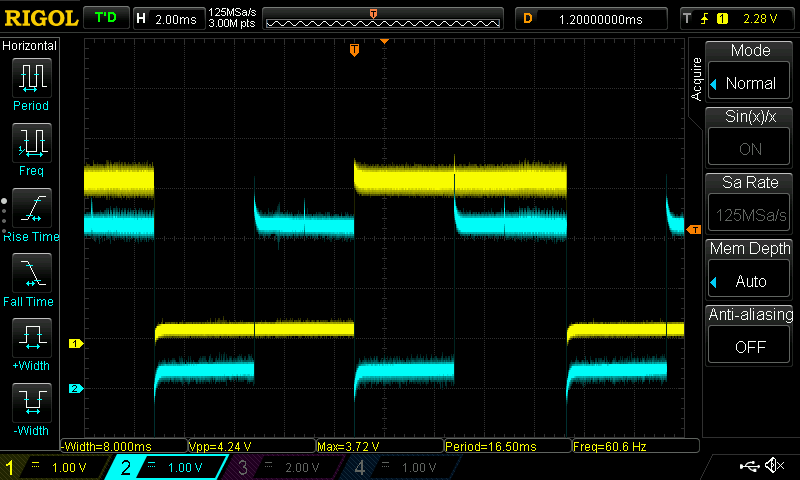 RIGOL T'D H 2.00ms 125MSa/s 3.00M pts T D 1.20000000ms T 1 2.28 V
Horizontal
Period
Freq
Rise Time
Fall Time
+Width
-Width
T
T
1
2
Acquire
Mode
Normal
Sin(x)/x
ON
Sa Rate
125MSa/s
Mem Depth
Auto
Anti-aliasing
OFF
-Width=8.000ms Vpp=4.24 V Max=3.72 V Period=16.50ms Freq=60.6 Hz
1 1.00 V 2 1.00 V 3 2.00 V 4 1.00 V